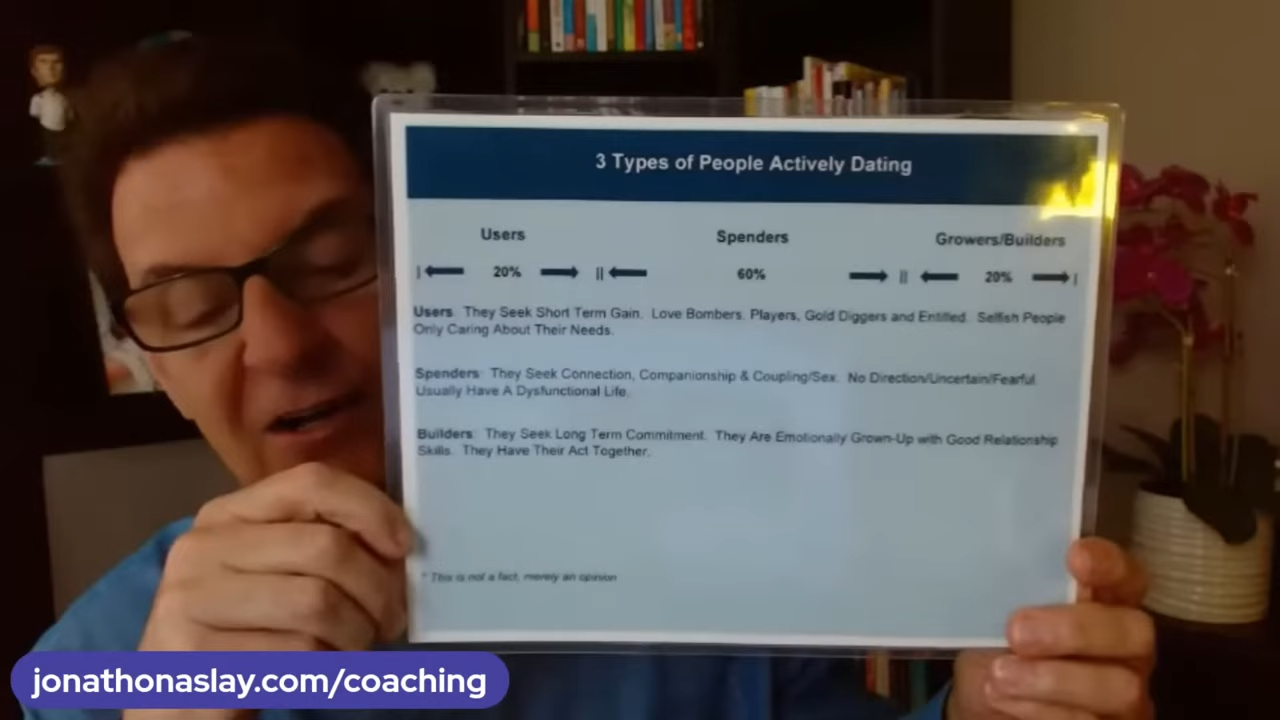 3 Types of People Actively Dating
Users Spenders Growers/Builders
20% 60% 20%
Users: They Seek Short Term Gain. Love Bombers, Players, Gold Diggers and Entitled. Selfish People
Only Caring About Their Needs.
Spenders: They Seek Connection, Companionship & Coupling/Sex. No Direction/Uncertain/Fearful.
Usually Have A Dysfunctional Life.
Builders: They Seek Long Term Commitment. They Are Emotionally Grown-Up with Good Relationship
Skills. They Have Their Act Together.
* This is not a fact, merely an opinion
jonathonaslay.com/coaching